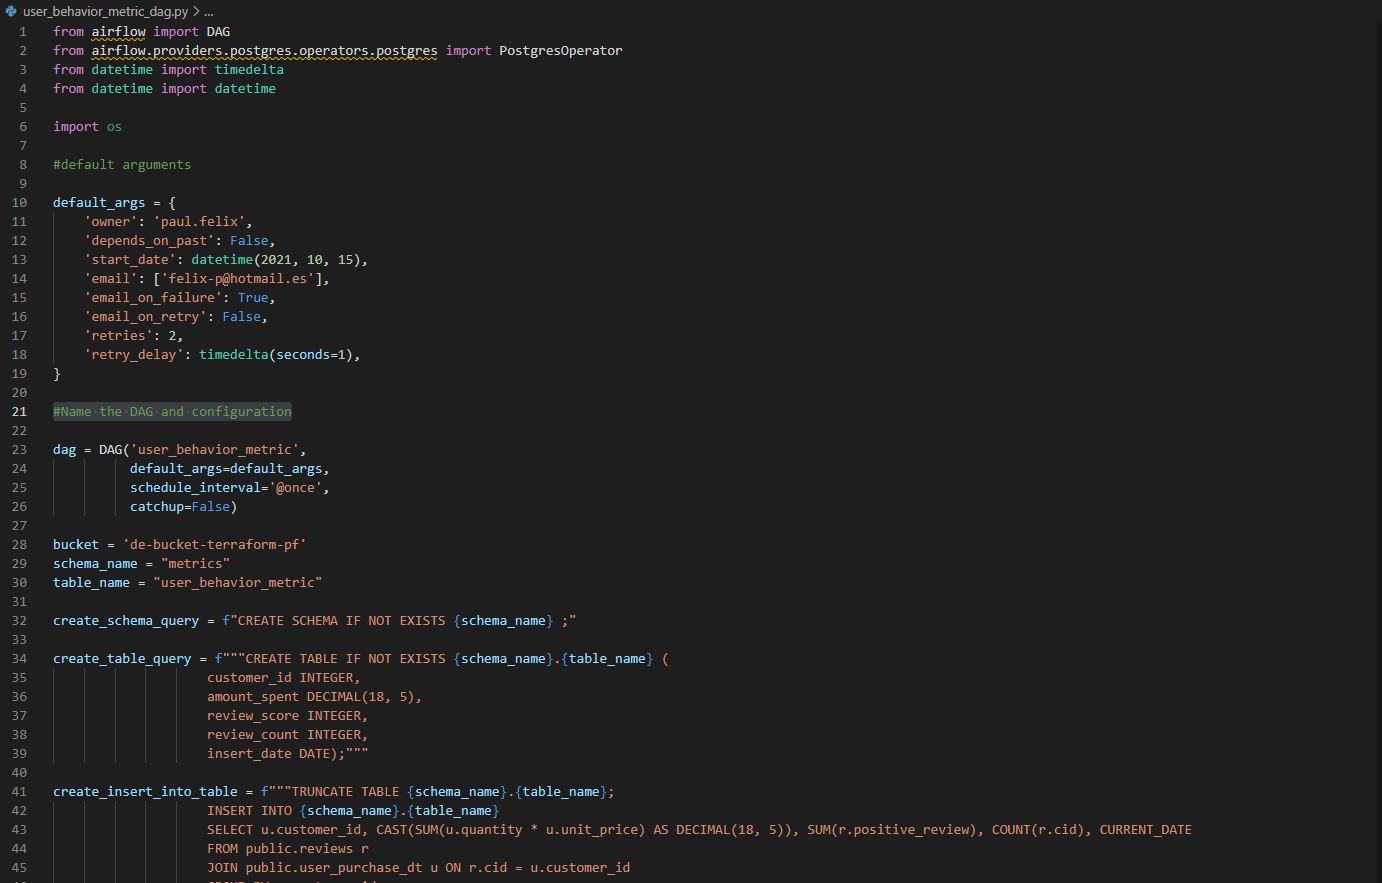 user_behavior_metric_dag.py > ...
1 from airflow import DAG
2 from airflow.providers.postgres.operators.postgres import PostgresOperator
3 from datetime import timedelta
4 from datetime import datetime
5
6 import os
7
8 #default arguments
9
10 default_args = {
11 'owner': 'paul.felix',
12 'depends_on_past': False,
13 'start_date': datetime(2021, 10, 15),
14 'email': ['felix-p@hotmail.es'],
15 'email_on_failure': True,
16 'email_on_retry': False,
17 'retries': 2,
18 'retry_delay': timedelta(seconds=1),
19 }
20
21 #Name the DAG and configuration
22
23 dag = DAG('user_behavior_metric',
24 default_args=default_args,
25 schedule_interval='@once',
26 catchup=False)
27
28 bucket = 'de-bucket-terraform-pf'
29 schema_name = "metrics"
30 table_name = "user_behavior_metric"
31
32 create_schema_query = f"CREATE SCHEMA IF NOT EXISTS {schema_name} ;"
33
34 create_table_query = f"""CREATE TABLE IF NOT EXISTS {schema_name}.{table_name} (
35 customer_id INTEGER,
36 amount_spent DECIMAL(18, 5),
37 review_score INTEGER,
38 review_count INTEGER,
39 insert_date DATE);"""
40
41 create_insert_into_table = f"""TRUNCATE TABLE {schema_name}.{table_name};
42 INSERT INTO {schema_name}.{table_name}
43 SELECT u.customer_id, CAST(SUM(u.quantity * u.unit_price) AS DECIMAL(18, 5)), SUM(r.positive_review), COUNT(r.cid), CURRENT_DATE
44 FROM public.reviews r
45 JOIN public.user_purchase_dt u ON r.cid = u.customer_id